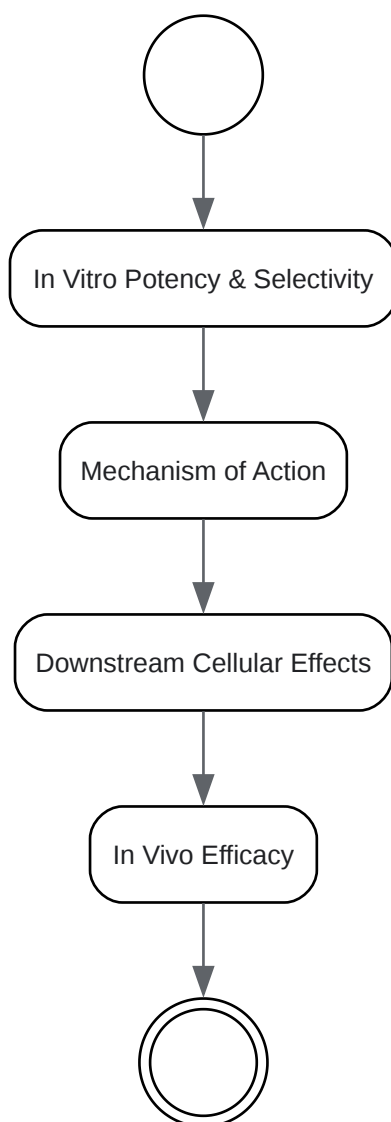 In Vitro Potency & Selectivity
Mechanism of Action
Downstream Cellular Effects
In Vivo Efficacy